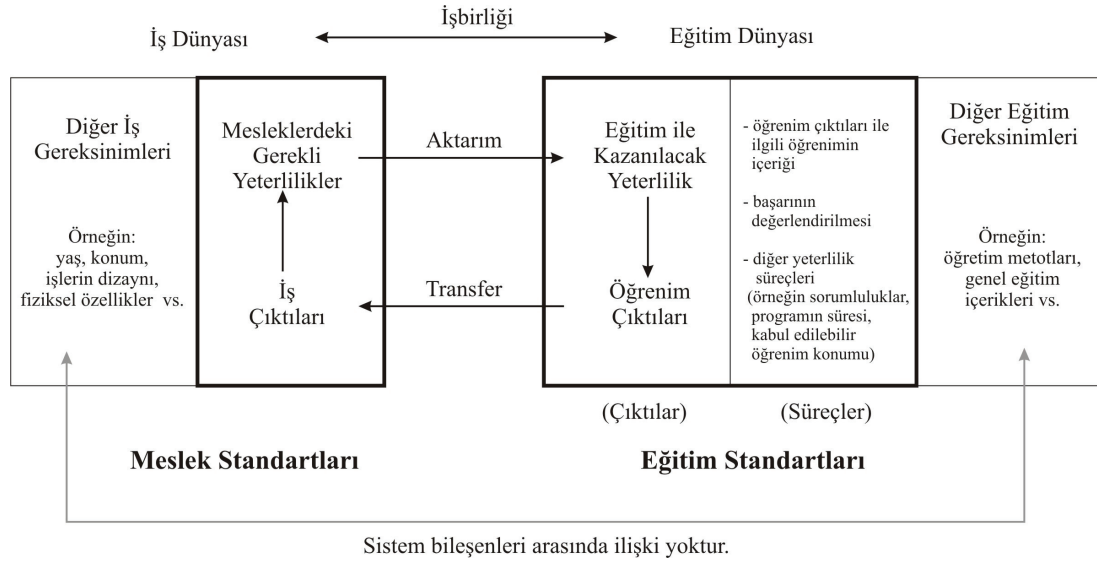 İşbirliği
İş Dünyası
Eğitim Dünyası
Diğer İş
Gereksinimleri
Örneğin:
yaş, konum,
işlerin dizaynı,
fiziksel özellikler vs.
Mesleklerdeki
Gerekli
Yeterlilikler
İş
Çıktıları
Aktarım
Transfer
Eğitim ile
Kazanılacak
Yeterlilik
Öğrenim
Çıktıları
- öğrenim çıktıları ile
ilgili öğrenimin
içeriği
- başarının
değerlendirilmesi
- diğer yeterlilik
süreçleri
(örneğin sorumluluklar,
programın süresi,
kabul edilebilir
öğrenim konumu)
Diğer Eğitim
Gereksinimleri
Örneğin:
öğretim metotları,
genel eğitim
içerikleri vs.
(Çıktılar)
(Süreçler)
Meslek Standartları
Eğitim Standartları
Sistem bileşenleri arasında ilişki yoktur.